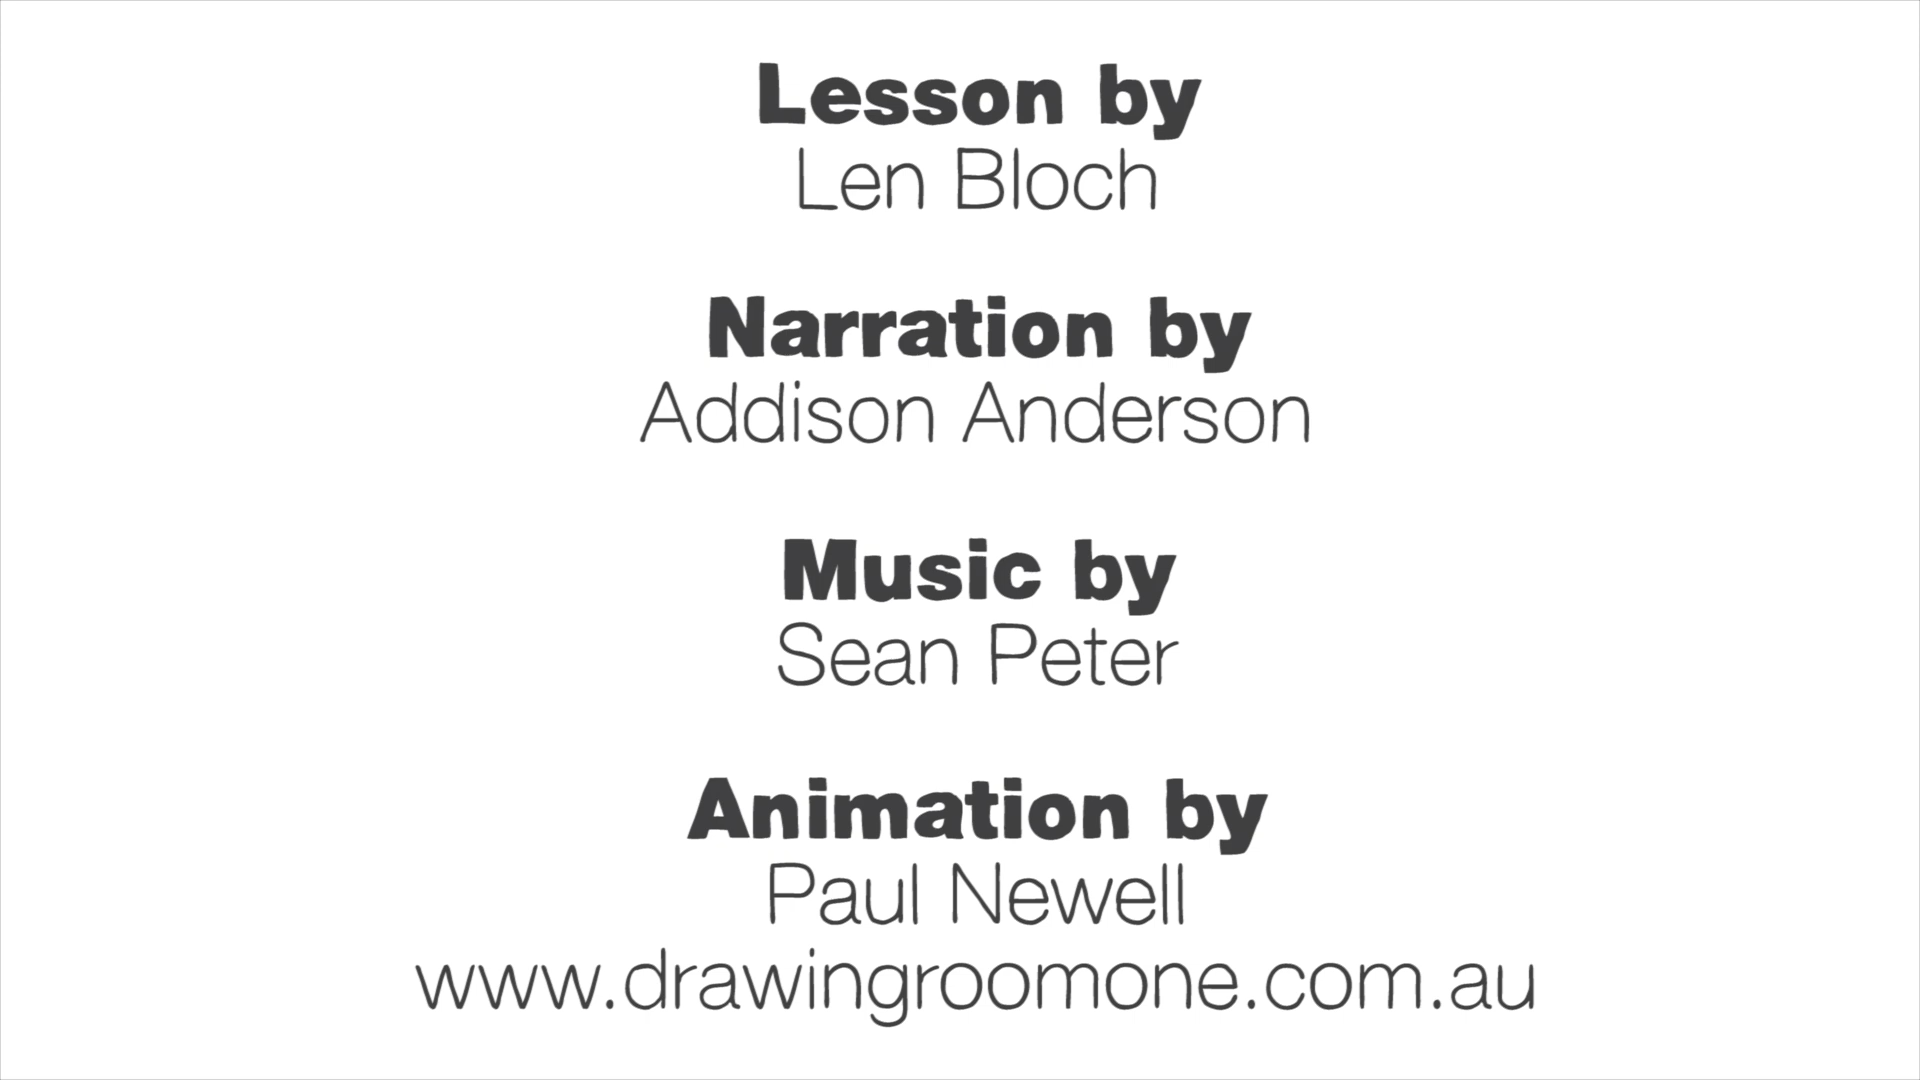 Lesson by
Len Bloch
Narration by
Addison Anderson
Music by
Sean Peter
Animation by
Paul Newell
www.drawingroomone.com.au